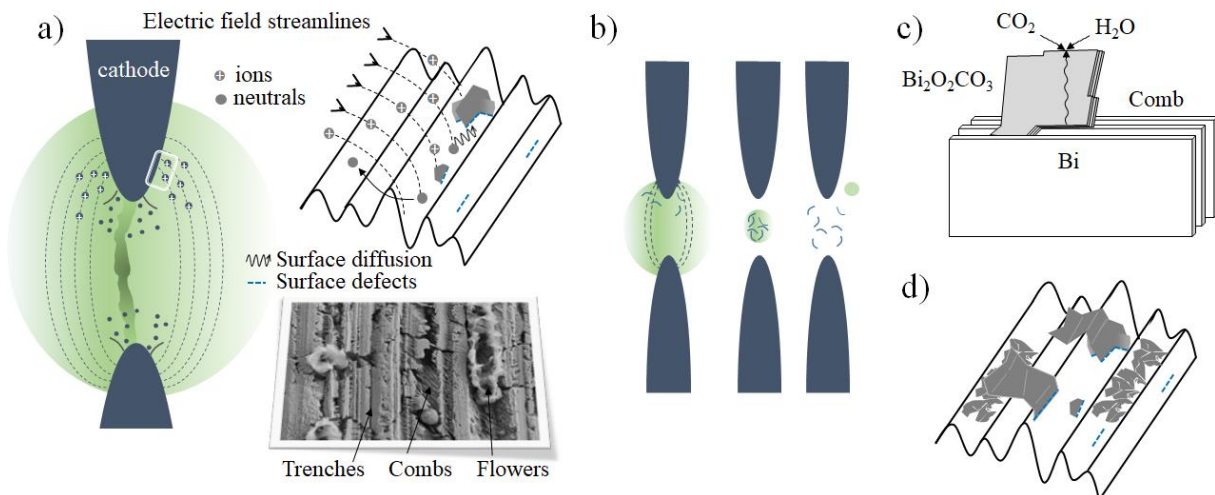 a)
Electric field streamlines
cathode
ions
neutrals
Surface diffusion
Surface defects
Trenches Combs Flowers
b)
c)
CO₂ H₂O
Bi₂O₂CO₃
Comb
Bi
d)